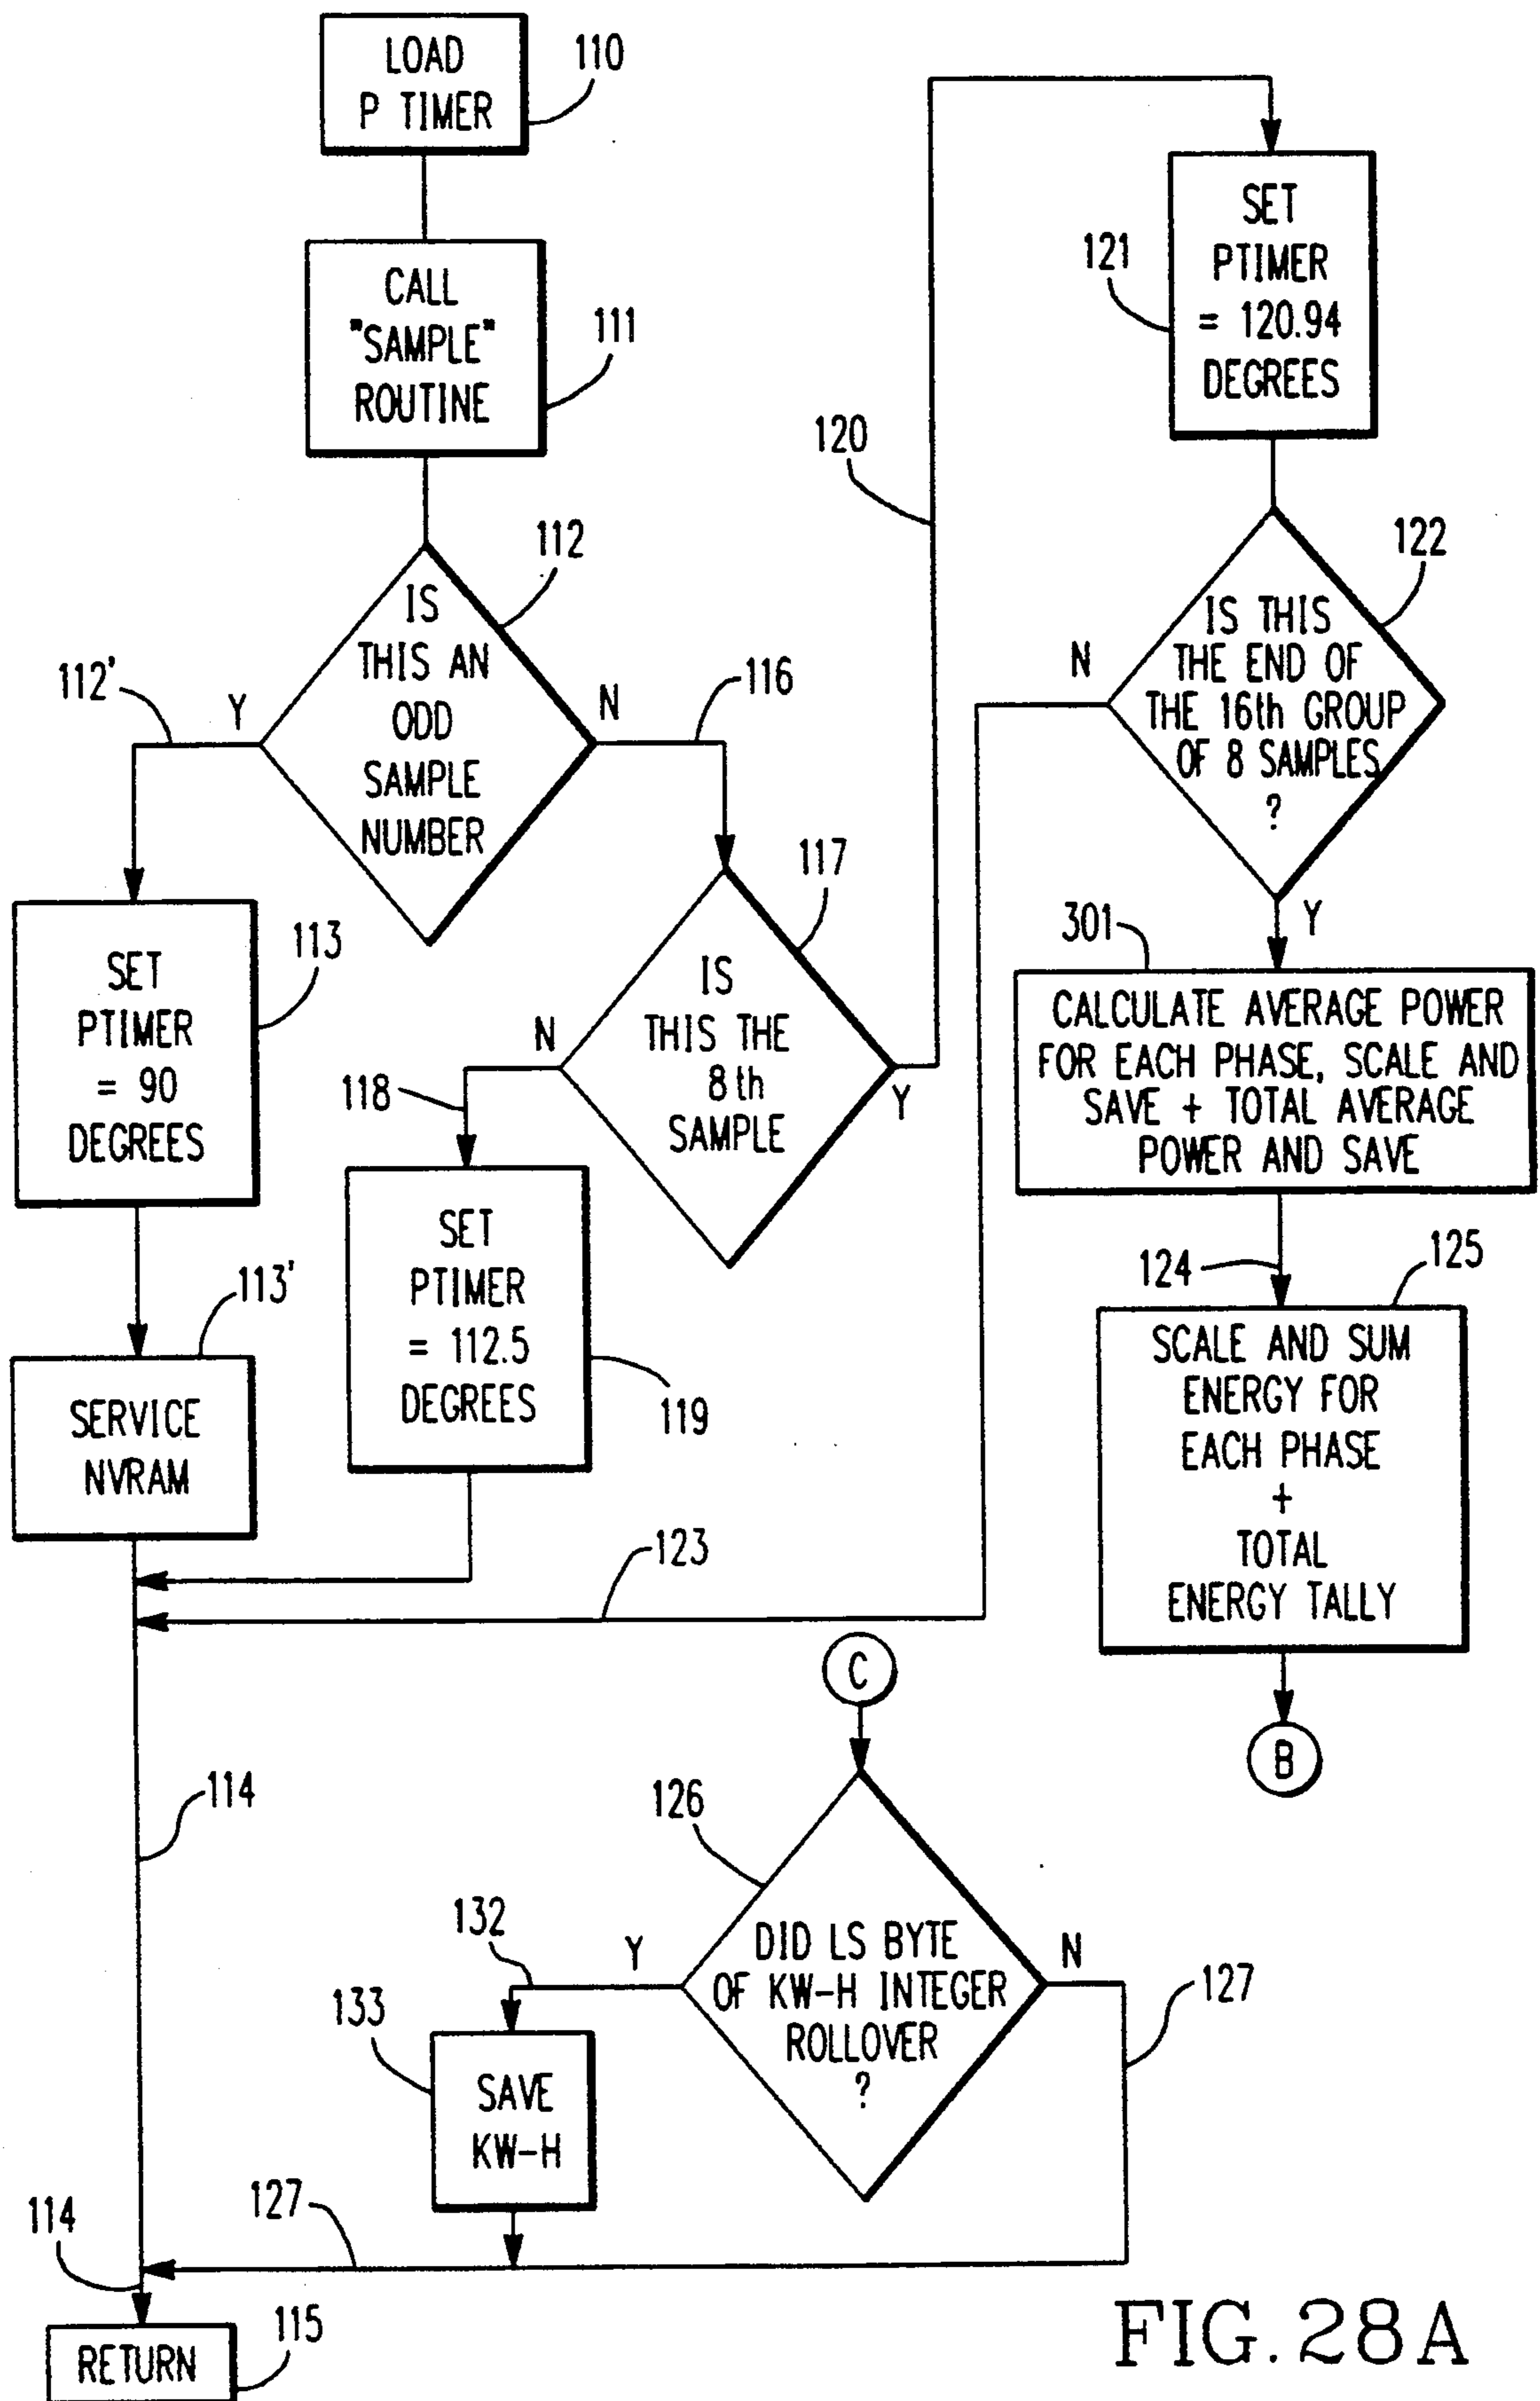 LOAD
P TIMER
110
CALL
"SAMPLE"
ROUTINE
111
IS
THIS AN
ODD
SAMPLE
NUMBER
112
112'
Y
N
116
SET
PTIMER
= 90
DEGREES
113
SERVICE
NVRAM
113'
IS
THIS THE
8th
SAMPLE
117
N
Y
118
SET
PTIMER
= 112.5
DEGREES
119
120
SET
PTIMER
= 120.94
DEGREES
121
IS THIS
THE END OF
THE 16th GROUP
OF 8 SAMPLES
?
122
N
Y
301
CALCULATE AVERAGE POWER
FOR EACH PHASE, SCALE AND
SAVE + TOTAL AVERAGE
POWER AND SAVE
124
125
SCALE AND SUM
ENERGY FOR
EACH PHASE
+
TOTAL
ENERGY TALLY
B
123
114
C
126
DID LS BYTE
OF KW-H INTEGER
ROLLOVER
?
Y
N
132
133
SAVE
KW-H
127
127
114
RETURN
115
FIG. 28A